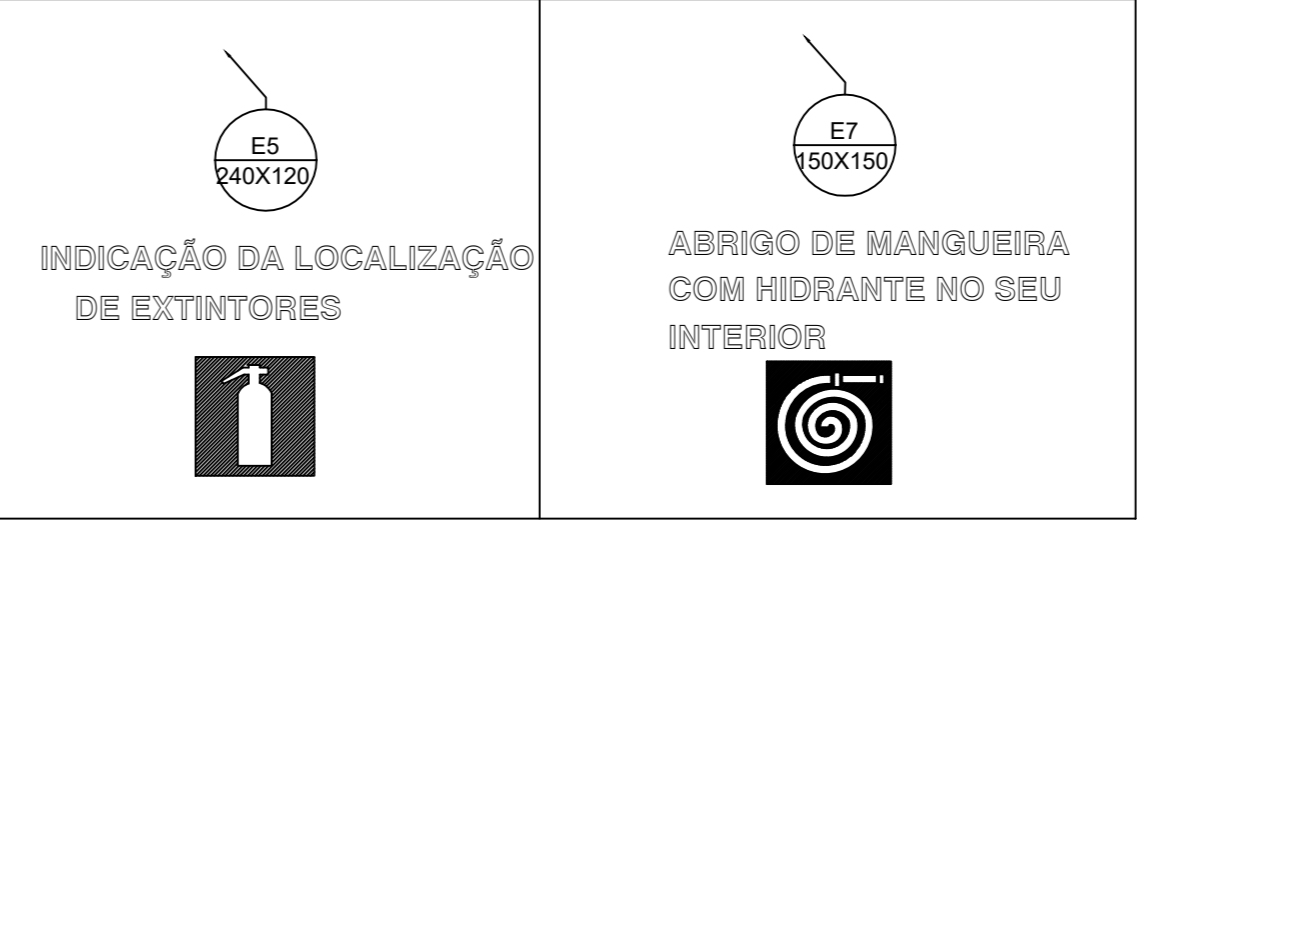 E5
240X120
INDICAÇÃO DA LOCALIZAÇÃO
DE EXTINTORES
E7
150X150
ABRIGO DE MANGUEIRA
COM HIDRANTE NO SEU
INTERIOR